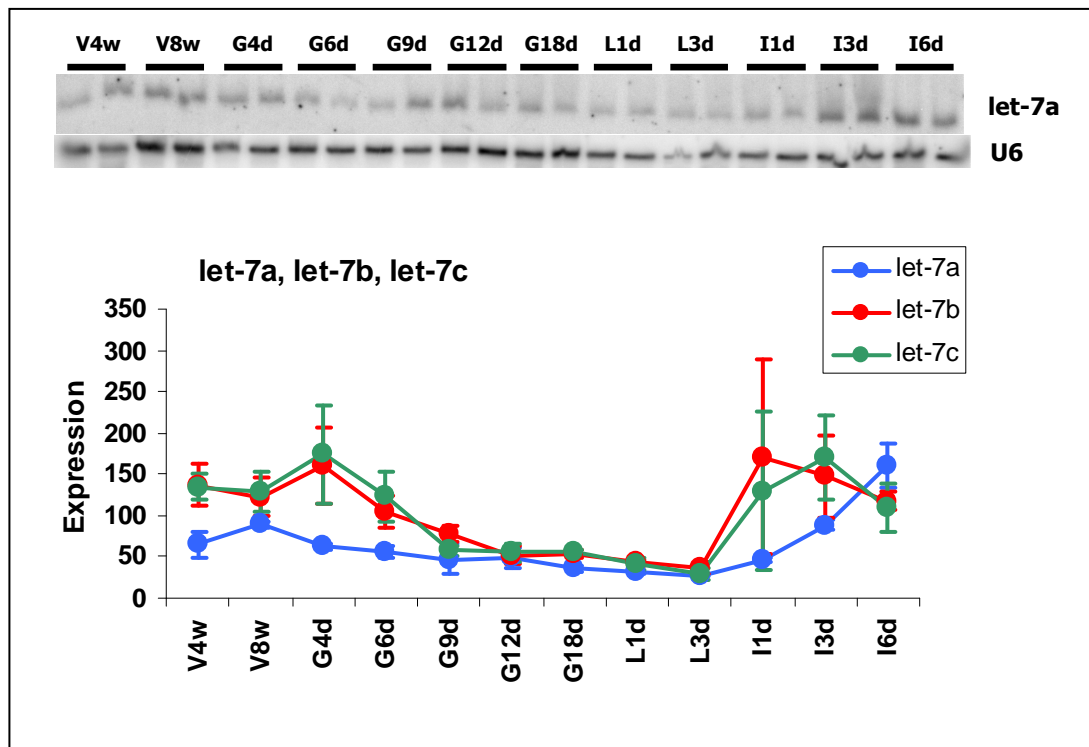 V4w V8w G4d G6d G9d G12d G18d L1d L3d I1d I3d I6d
let-7a
U6
let-7a, let-7b, let-7c
let-7a
let-7b
let-7c
350
300
250
200
150
100
50
0
Expression
V4w V8w G4d G6d G9d G12d G18d L1d L3d I1d I3d I6d